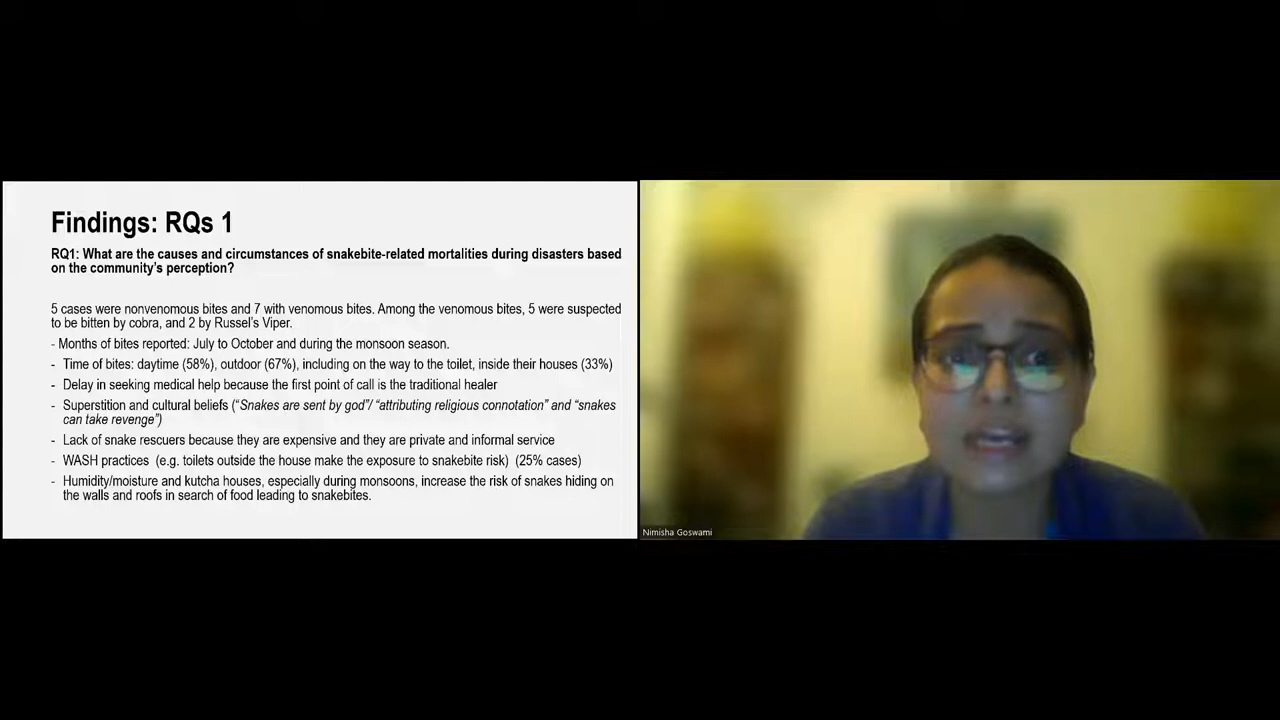 Findings: RQs 1
RQ1: What are the causes and circumstances of snakebite-related mortalities during disasters based
on the community's perception?
5 cases were nonvenomous bites and 7 with venomous bites. Among the venomous bites, 5 were suspected
to be bitten by cobra, and 2 by Russel's Viper.
- Months of bites reported: July to October and during the monsoon season.
- Time of bites: daytime (58%), outdoor (67%), including on the way to the toilet, inside their houses (33%)
- Delay in seeking medical help because the first point of call is the traditional healer
- Superstition and cultural beliefs ("Snakes are sent by god"/ "attributing religious connotation" and "snakes
can take revenge")
- Lack of snake rescuers because they are expensive and they are private and informal service
- WASH practices (e.g. toilets outside the house make the exposure to snakebite risk) (25% cases)
- Humidity/moisture and kutcha houses, especially during monsoons, increase the risk of snakes hiding on
the walls and roofs in search of food leading to snakebites.
Nimisha Goswami